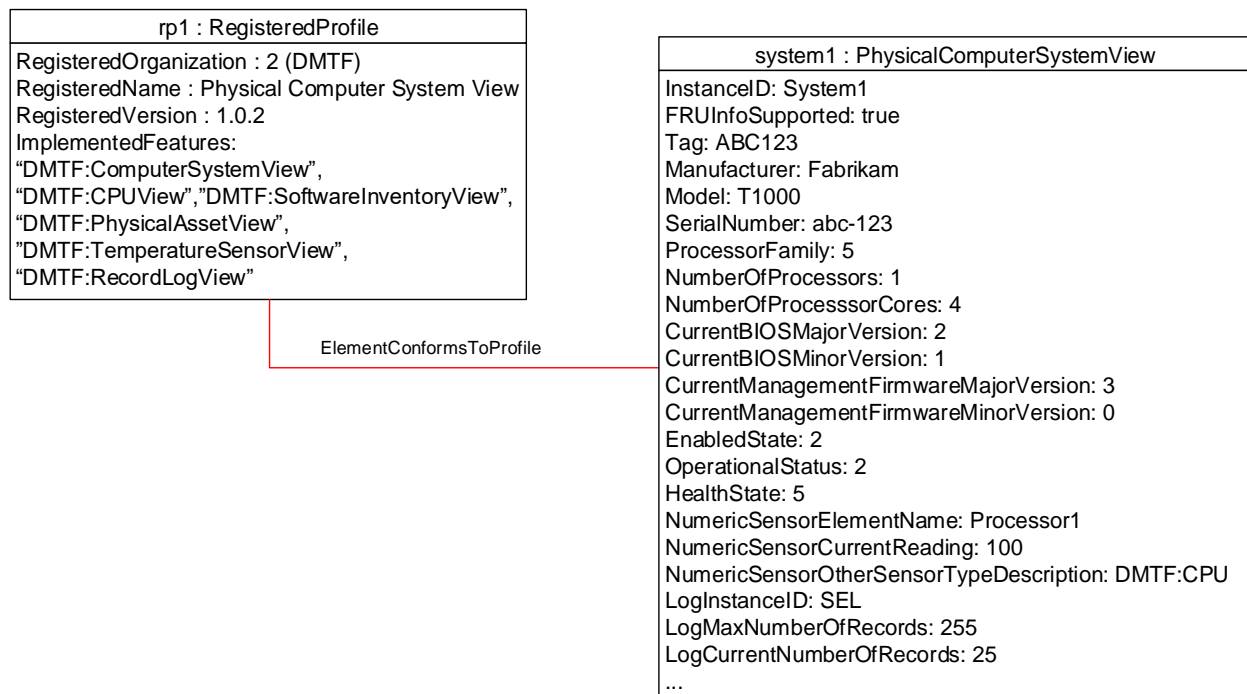 rp1 : RegisteredProfile
RegisteredOrganization : 2 (DMTF)
RegisteredName : Physical Computer System View
RegisteredVersion : 1.0.2
ImplementedFeatures:
“DMTF:ComputerSystemView”,
“DMTF:CPUView”,”DMTF:SoftwareInventoryView”,
“DMTF:PhysicalAssetView”,
”DMTF:TemperatureSensorView”,
“DMTF:RecordLogView”
ElementConformsToProfile
system1 : PhysicalComputerSystemView
InstanceID: System1
FRUInfoSupported: true
Tag: ABC123
Manufacturer: Fabrikam
Model: T1000
SerialNumber: abc-123
ProcessorFamily: 5
NumberOfProcessors: 1
NumberOfProcesssorCores: 4
CurrentBIOSMajorVersion: 2
CurrentBIOSMinorVersion: 1
CurrentManagementFirmwareMajorVersion: 3
CurrentManagementFirmwareMinorVersion: 0
EnabledState: 2
OperationalStatus: 2
HealthState: 5
NumericSensorElementName: Processor1
NumericSensorCurrentReading: 100
NumericSensorOtherSensorTypeDescription: DMTF:CPU
LogInstanceID: SEL
LogMaxNumberOfRecords: 255
LogCurrentNumberOfRecords: 25
...